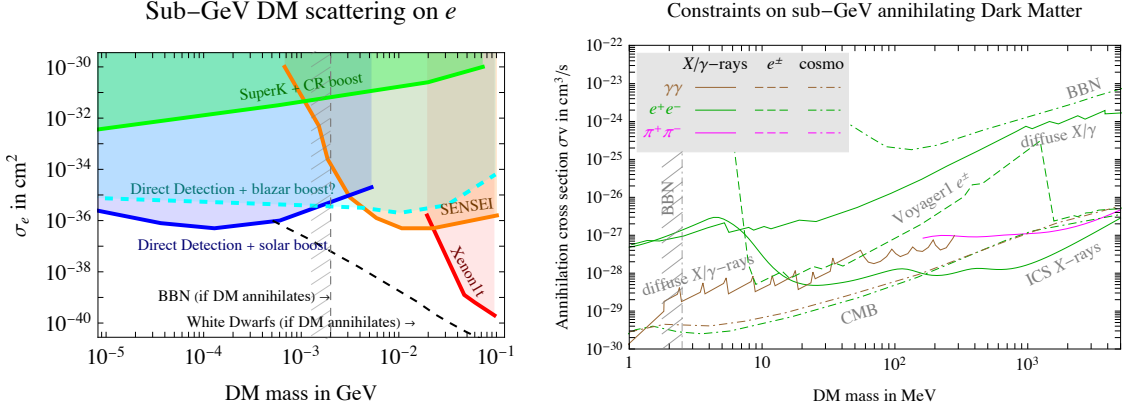 Sub−GeV DM scattering on e
10⁻³⁰
10⁻³²
10⁻³⁴
10⁻³⁶
10⁻³⁸
10⁻⁴⁰
σₑ in cm²
SuperK + CR boost
Direct Detection + blazar boost?
SENSEI
Direct Detection + solar boost
Xenon1t
BBN (if DM annihilates) →
White Dwarfs (if DM annihilates) →
10⁻⁵ 10⁻⁴ 10⁻³ 10⁻² 10⁻¹
DM mass in GeV
Constraints on sub−GeV annihilating Dark Matter
10⁻²²
10⁻²³
10⁻²⁴
10⁻²⁵
10⁻²⁶
10⁻²⁷
10⁻²⁸
10⁻²⁹
10⁻³⁰
Annihilation cross section σv in cm³/s
X/γ−rays e± cosmo
γγ
e⁺e⁻
π⁺π⁻
BBN
diffuse X/γ
BBN
Voyager1 e±
diffuse X/γ−rays
ICS X−rays
CMB
1 10 10² 10³
DM mass in MeV